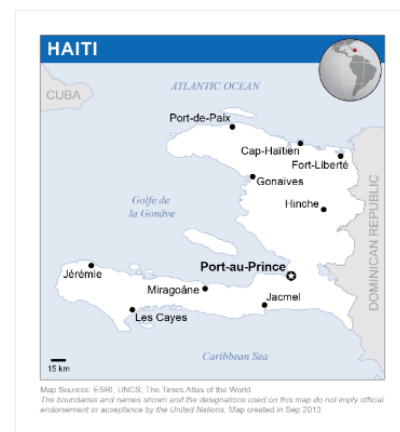 HAITI
ATLANTIC OCEAN
CUBA
Port-de-Paix
Cap-Haïtien
Fort-Liberté
Gonaïves
Hinche
Golfe de
la Gonâve
DOMINICAN REPUBLIC
Port-au-Prince
Jérémie
Miragoâne
Jacmel
Les Cayes
Caribbean Sea
15 km
Map Sources: ESRI, UNCS, The Times Atlas of the World.
The boundaries and names shown and the designations used on this map do not imply official
endorsement or acceptance by the United Nations. Map created in Sep 2013.